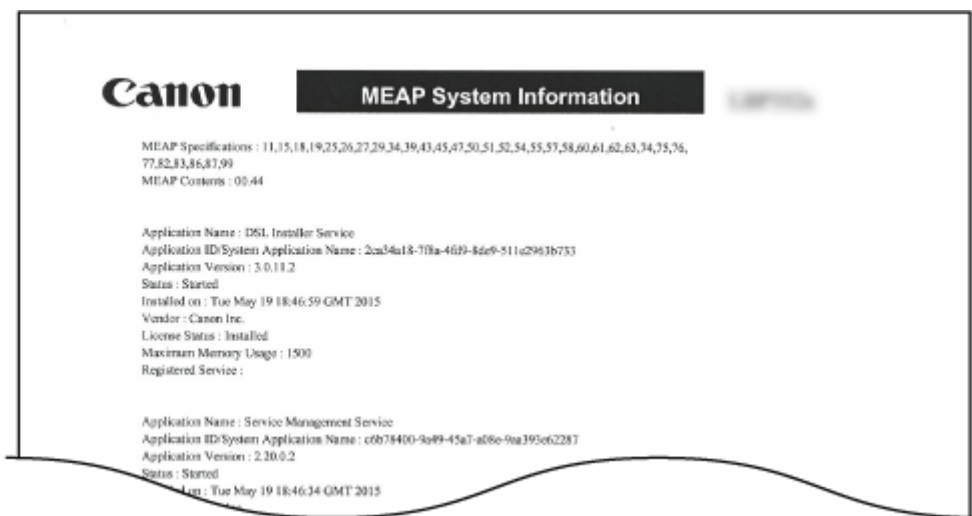 Canon
MEAP System Information
MEAP Specifications : 11,15,18,19,25,26,27,29,34,39,43,45,47,50,51,52,54,55,57,58,60,61,62,63,74,75,76,
77,82,83,86,87,99
MEAP Contents : 00.44
Application Name : DSL Installer Service
Application ID/System Application Name : 2ca34a18-7f8a-4fd9-8de9-511e2963b753
Application Version : 3.0.11.2
Status : Started
Installed on : Tue May 19 18:46:59 GMT 2015
Vendor : Canon Inc.
License Status : Installed
Maximum Memory Usage : 1500
Registered Service :
Application Name : Service Management Service
Application ID/System Application Name : c6b78400-9a49-45a7-a08e-9aa393e62287
Application Version : 2.20.0.2
Status : Started
on : Tue May 19 18:46:34 GMT 2015